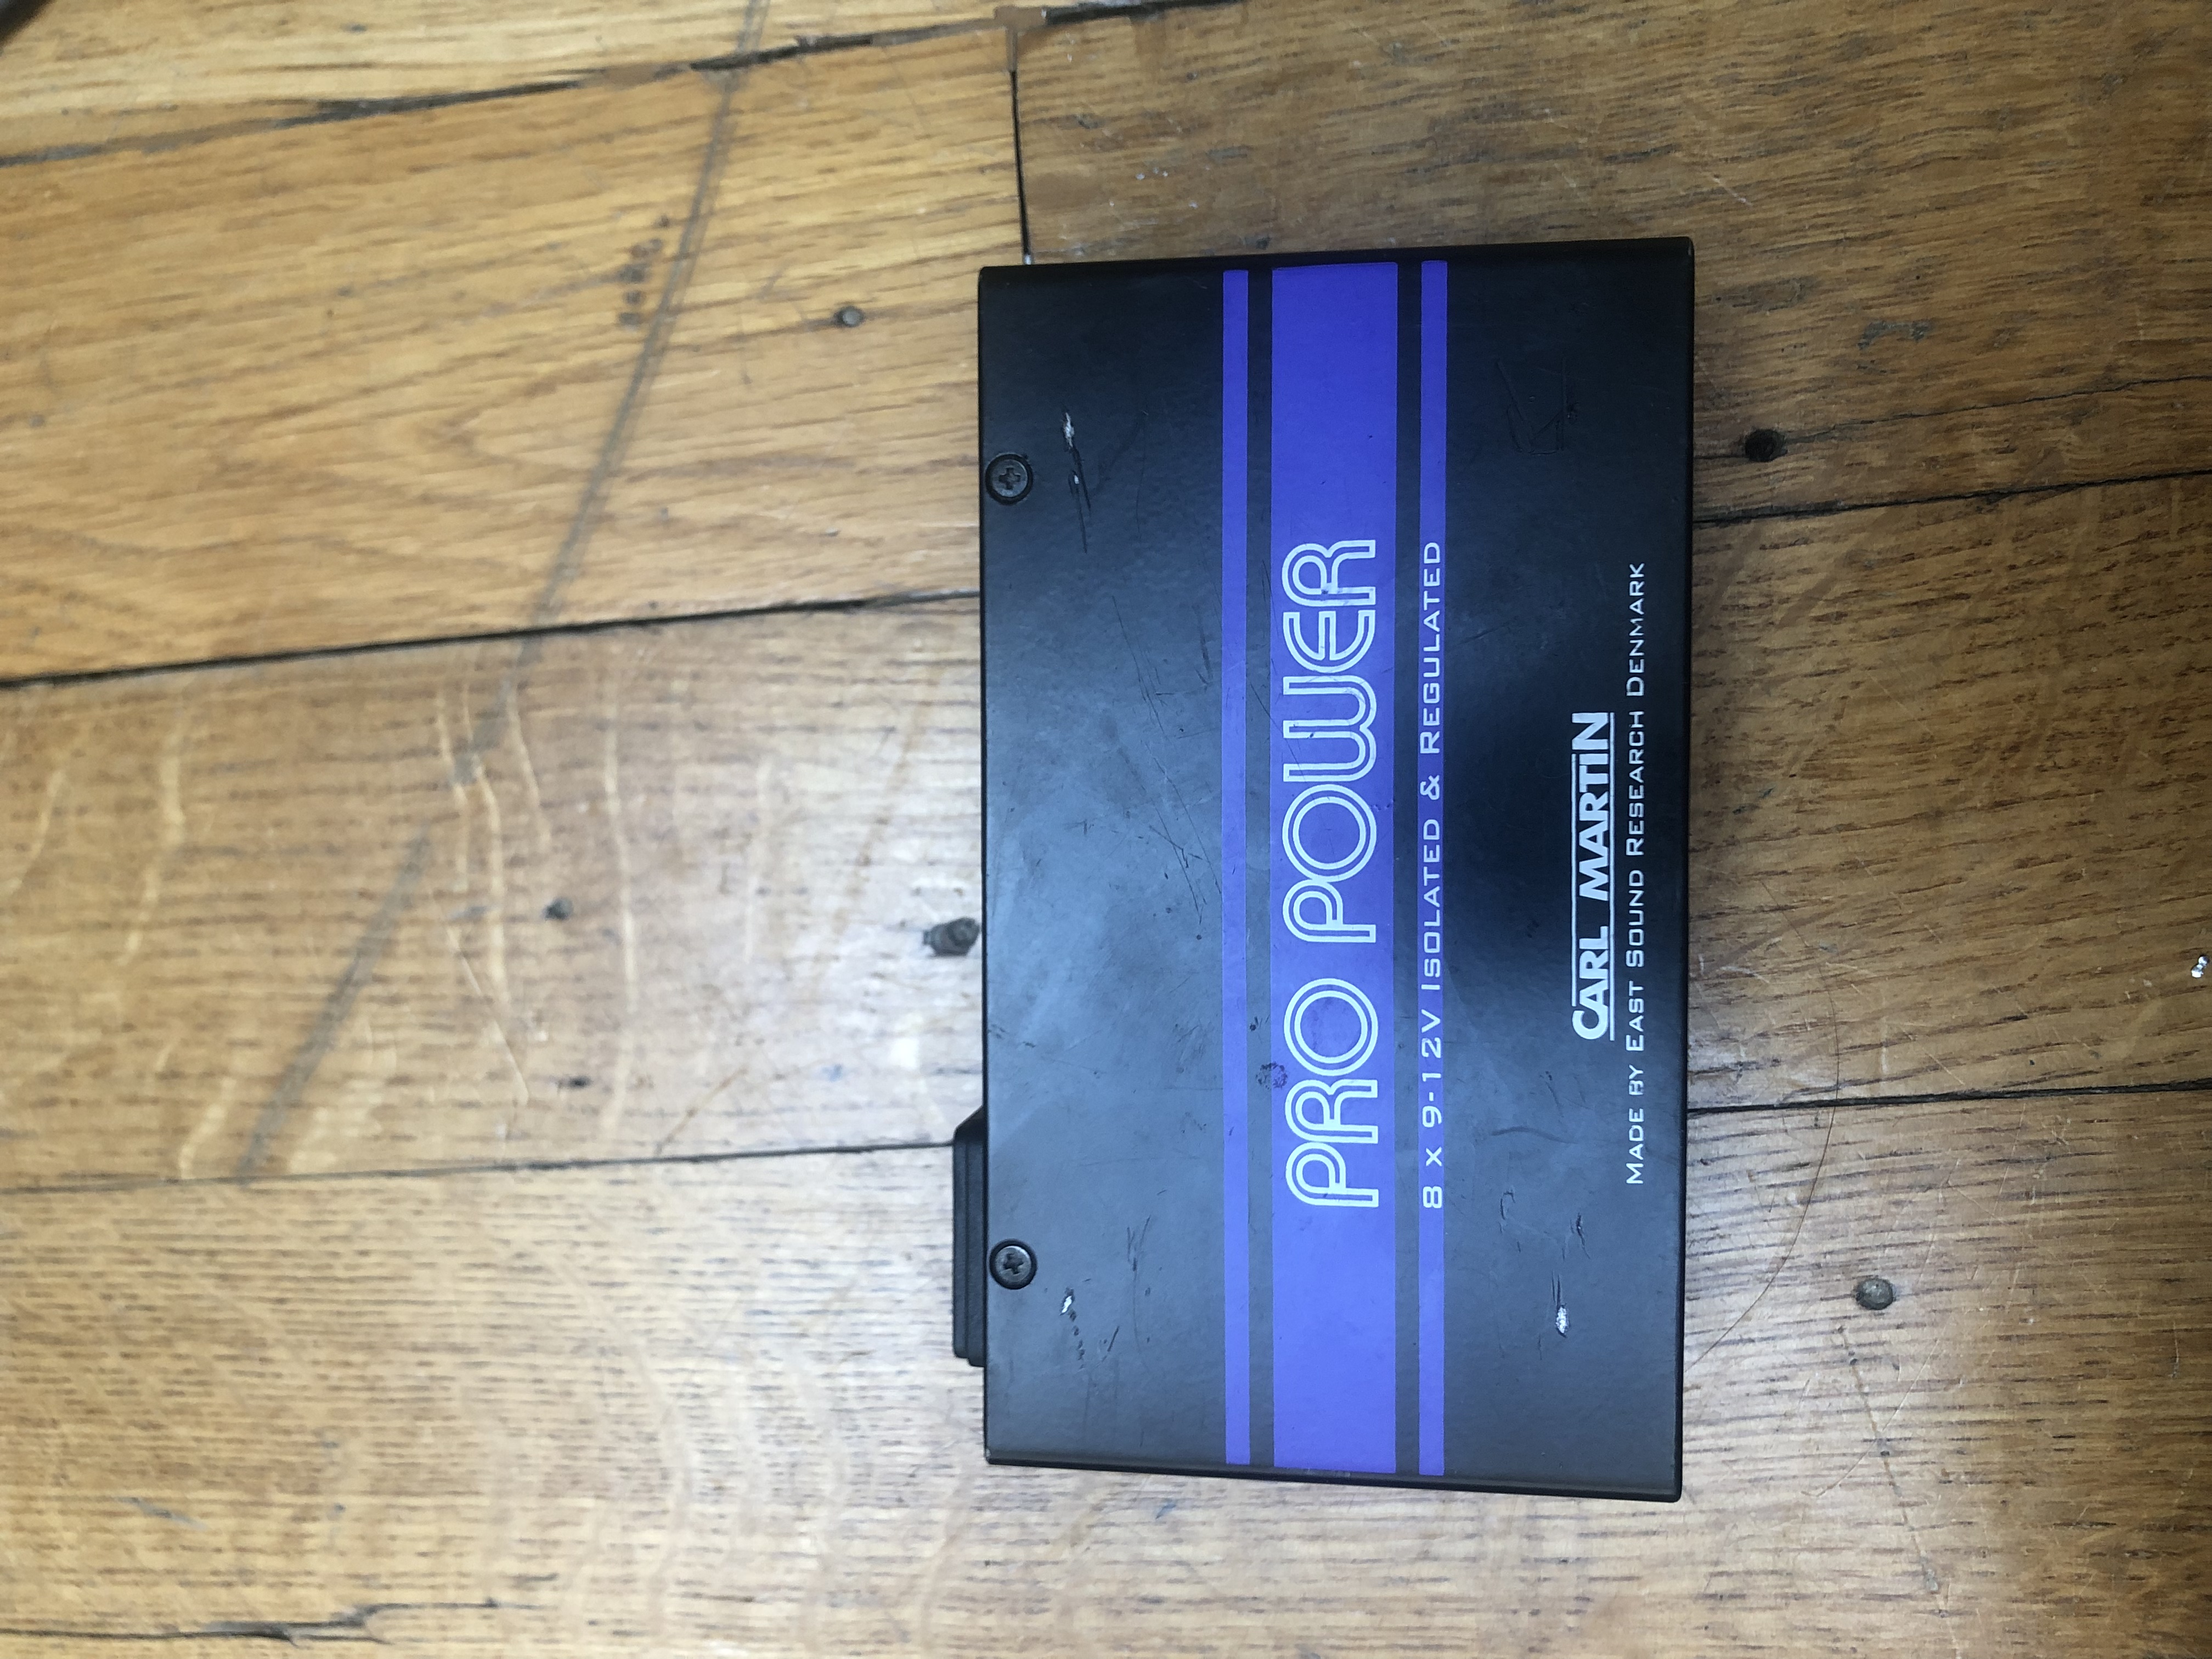 PRO POWER
8 x 9-12V ISOLATED & REGULATED
CARL MARTIN
MADE BY EAST SOUND RESEARCH DENMARK